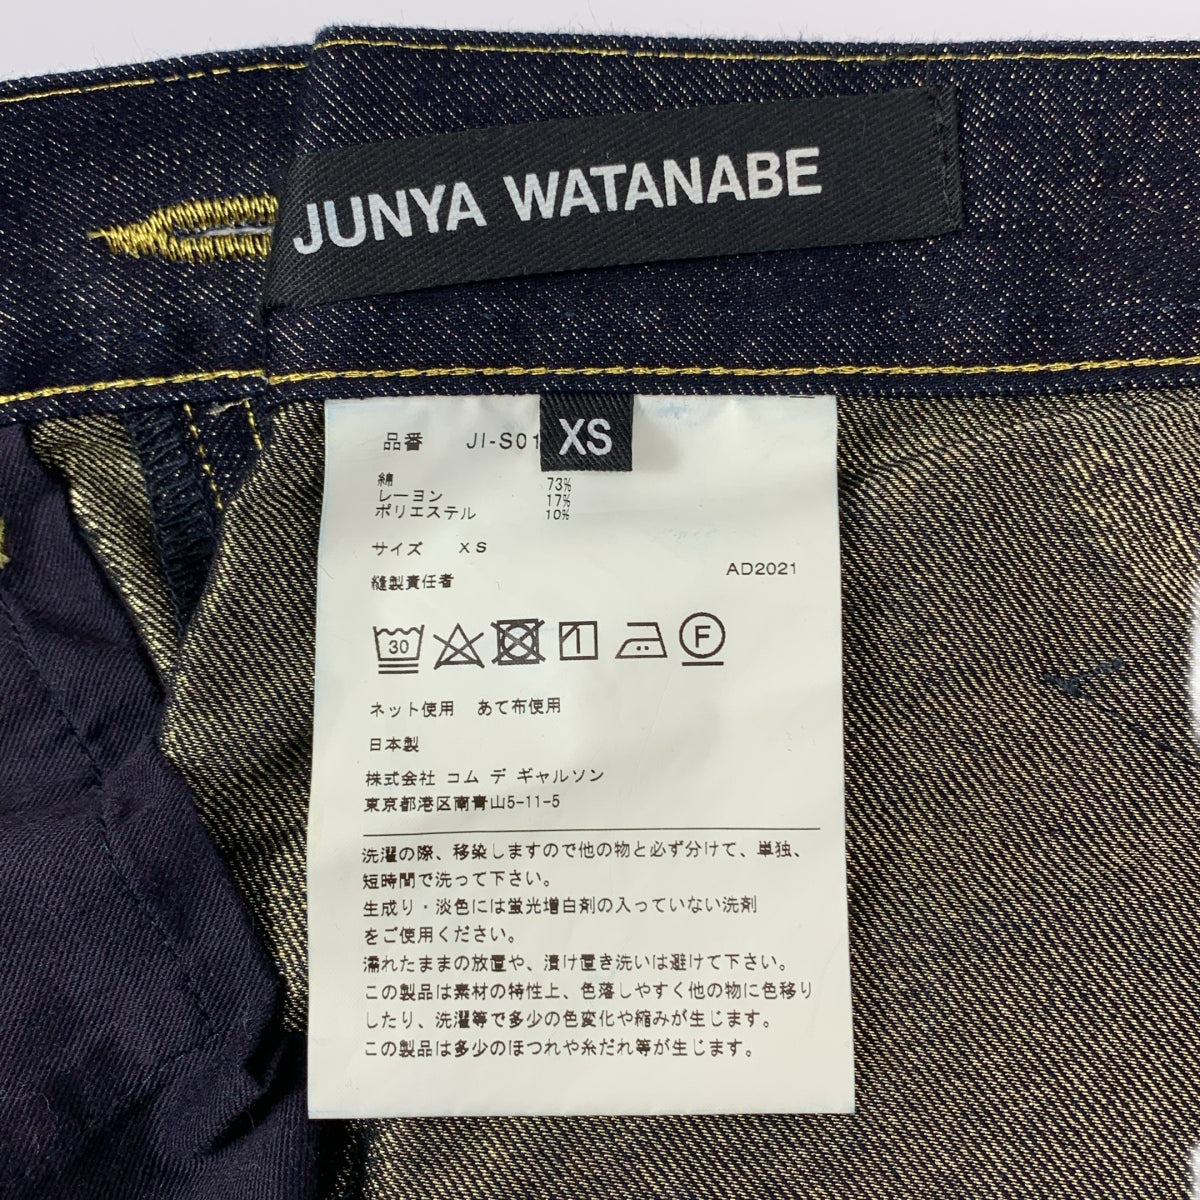 JUNYA WATANABE
XS
品番 JI-S01
綿 73%
レーヨン 17%
ポリエステル 10%
サイズ XS
縫製責任者
AD2021
30
F
ネット使用 あて布使用
日本製
株式会社 コム デ ギャルソン
東京都港区南青山5-11-5
洗濯の際、移染しますので他の物と必ず分けて、単独、
短時間で洗って下さい。
生成り・淡色には蛍光増白剤の入っていない洗剤
をご使用ください。
濡れたままの放置や、漬け置き洗いは避けて下さい。
この製品は素材の特性上、色落しやすく他の物に色移り
したり、洗濯等で多少の色変化や縮みが生じます。
この製品は多少のほつれや糸だれ等が生じます。